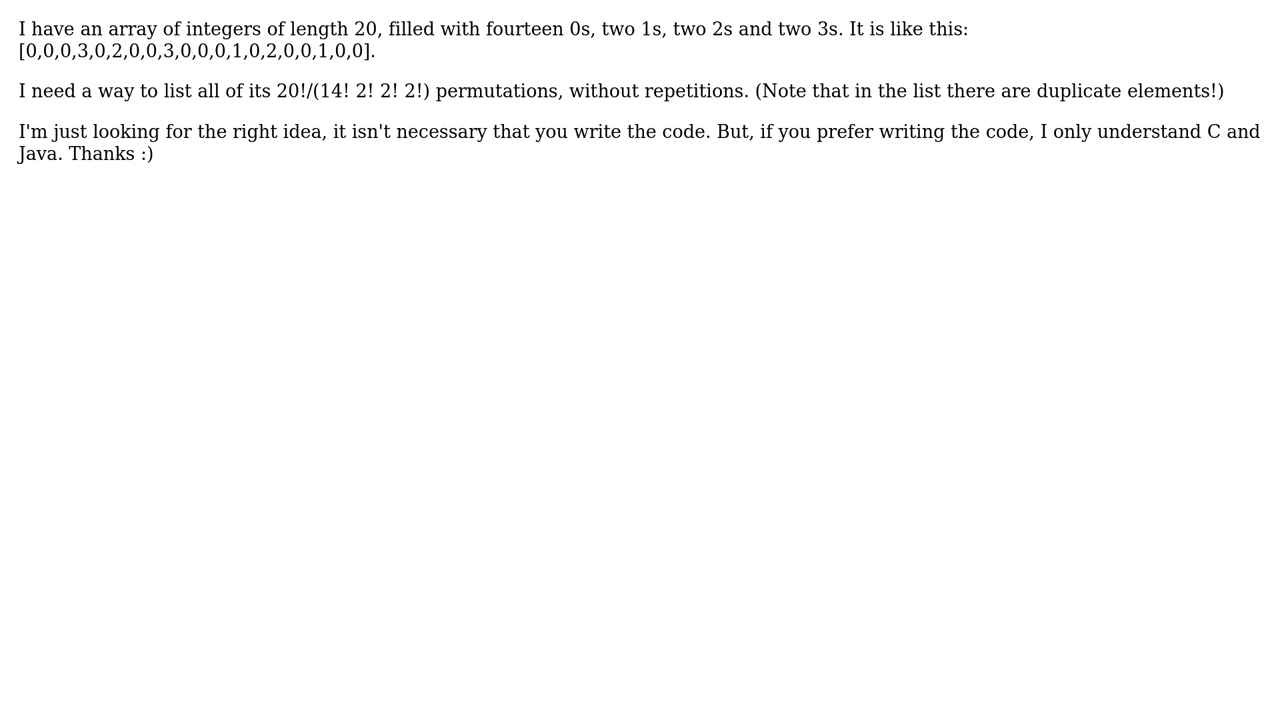 I have an array of integers of length 20, filled with fourteen 0s, two 1s, two 2s and two 3s. It is like this:
[0,0,0,3,0,2,0,0,3,0,0,0,1,0,2,0,0,1,0,0].
I need a way to list all of its 20!/(14! 2! 2! 2!) permutations, without repetitions. (Note that in the list there are duplicate elements!)
I'm just looking for the right idea, it isn't necessary that you write the code. But, if you prefer writing the code, I only understand C and
Java. Thanks :)